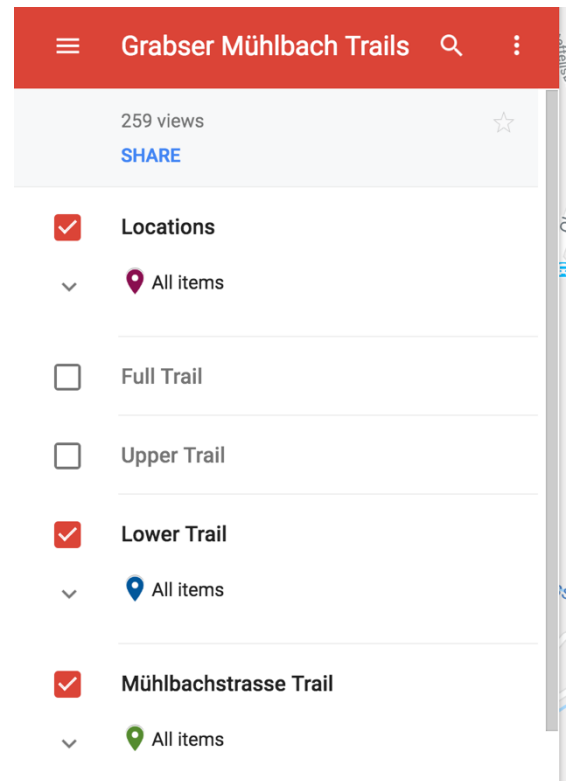 Grabser Mühlbach Trails
259 views
SHARE
Locations
All items
Full Trail
Upper Trail
Lower Trail
All items
Mühlbachstrasse Trail
All items